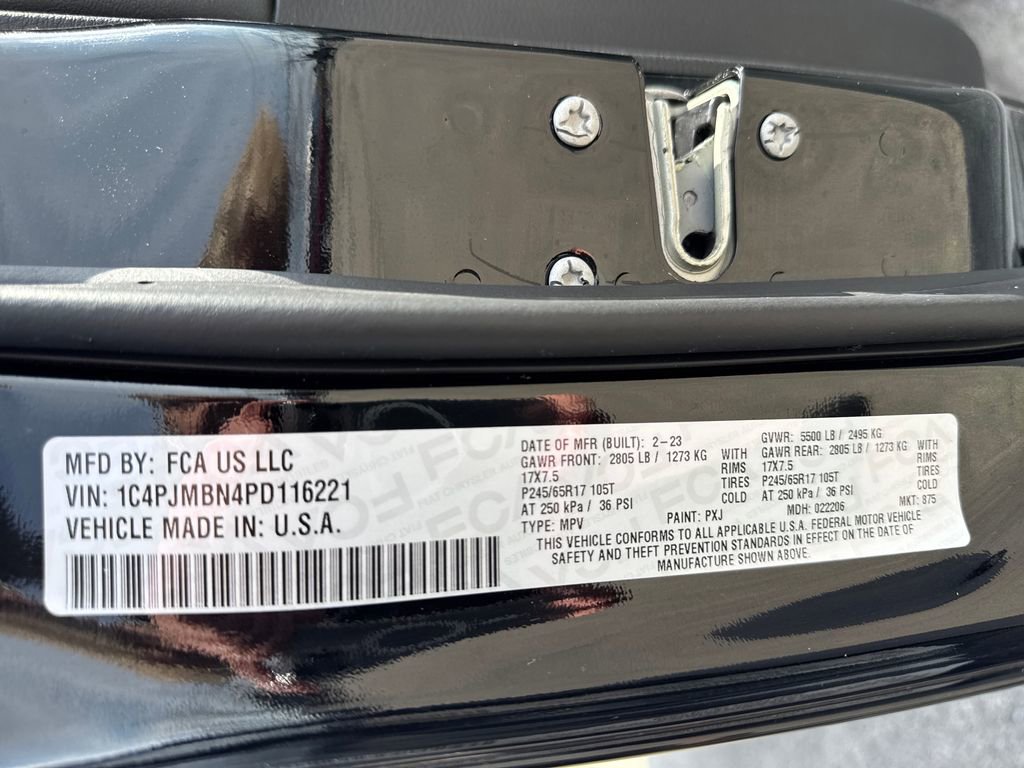 MFD BY: FCA US LLC
VIN: 1C4PJMBN4PD116221
VEHICLE MADE IN: U.S.A.
DATE OF MFR (BUILT): 2-23
GAWR FRONT: 2805 LB / 1273 KG WITH
17X7.5 RIMS
P245/65R17 105T TIRES
AT 250 kPa / 36 PSI COLD
TYPE: MPV
PAINT: PXJ
GVWR: 5500 LB / 2495 KG
GAWR REAR: 2805 LB / 1273 KG WITH
17X7.5 RIMS
P245/65R17 105T TIRES
AT 250 kPa / 36 PSI COLD
MDH: 022206
MKT: 875
THIS VEHICLE CONFORMS TO ALL APPLICABLE U.S.A. FEDERAL MOTOR VEHICLE
SAFETY AND THEFT PREVENTION STANDARDS IN EFFECT ON THE DATE OF
MANUFACTURE SHOWN ABOVE.